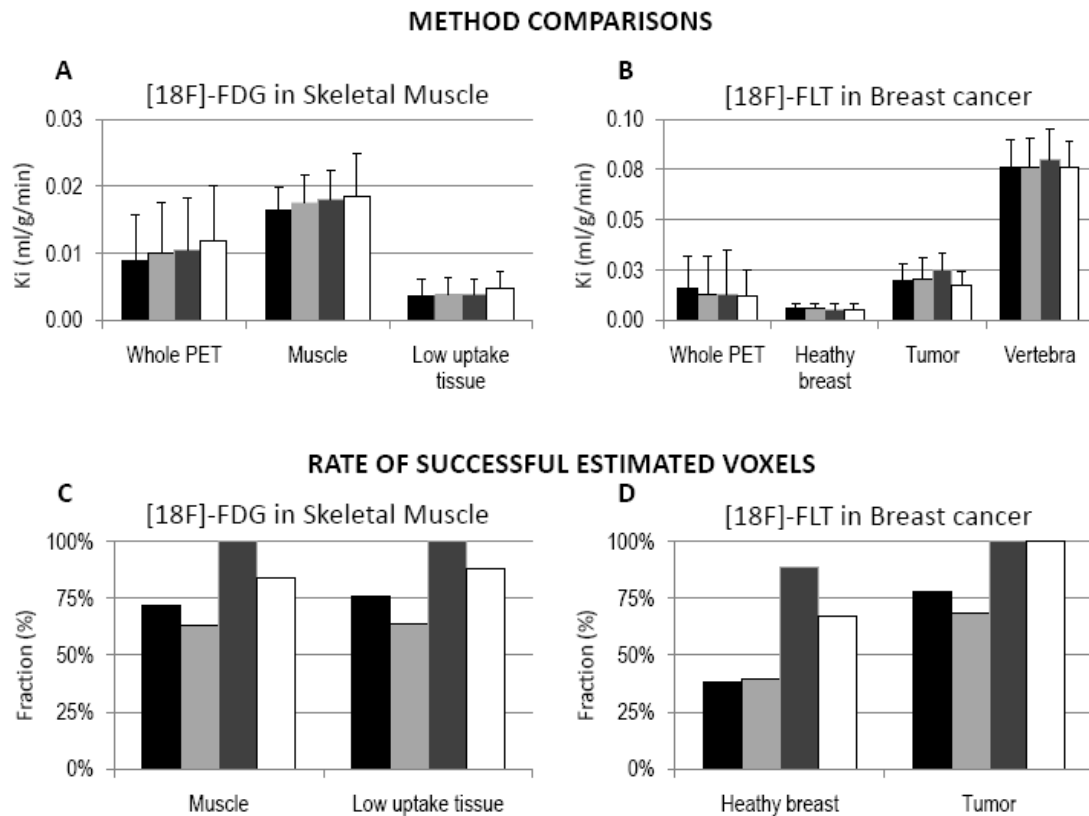 METHOD COMPARISONS
A
[18F]-FDG in Skeletal Muscle
Ki (ml/g/min)
0.03
0.02
0.01
0.00
Whole PET
Muscle
Low uptake
tissue
B
[18F]-FLT in Breast cancer
Ki (ml/g/min)
0.10
0.08
0.05
0.03
0.00
Whole PET
Heathy
breast
Tumor
Vertebra
RATE OF SUCCESSFUL ESTIMATED VOXELS
C
[18F]-FDG in Skeletal Muscle
Fraction (%)
100%
75%
50%
25%
0%
Muscle
Low uptake tissue
D
[18F]-FLT in Breast cancer
Fraction (%)
100%
75%
50%
25%
0%
Heathy breast
Tumor